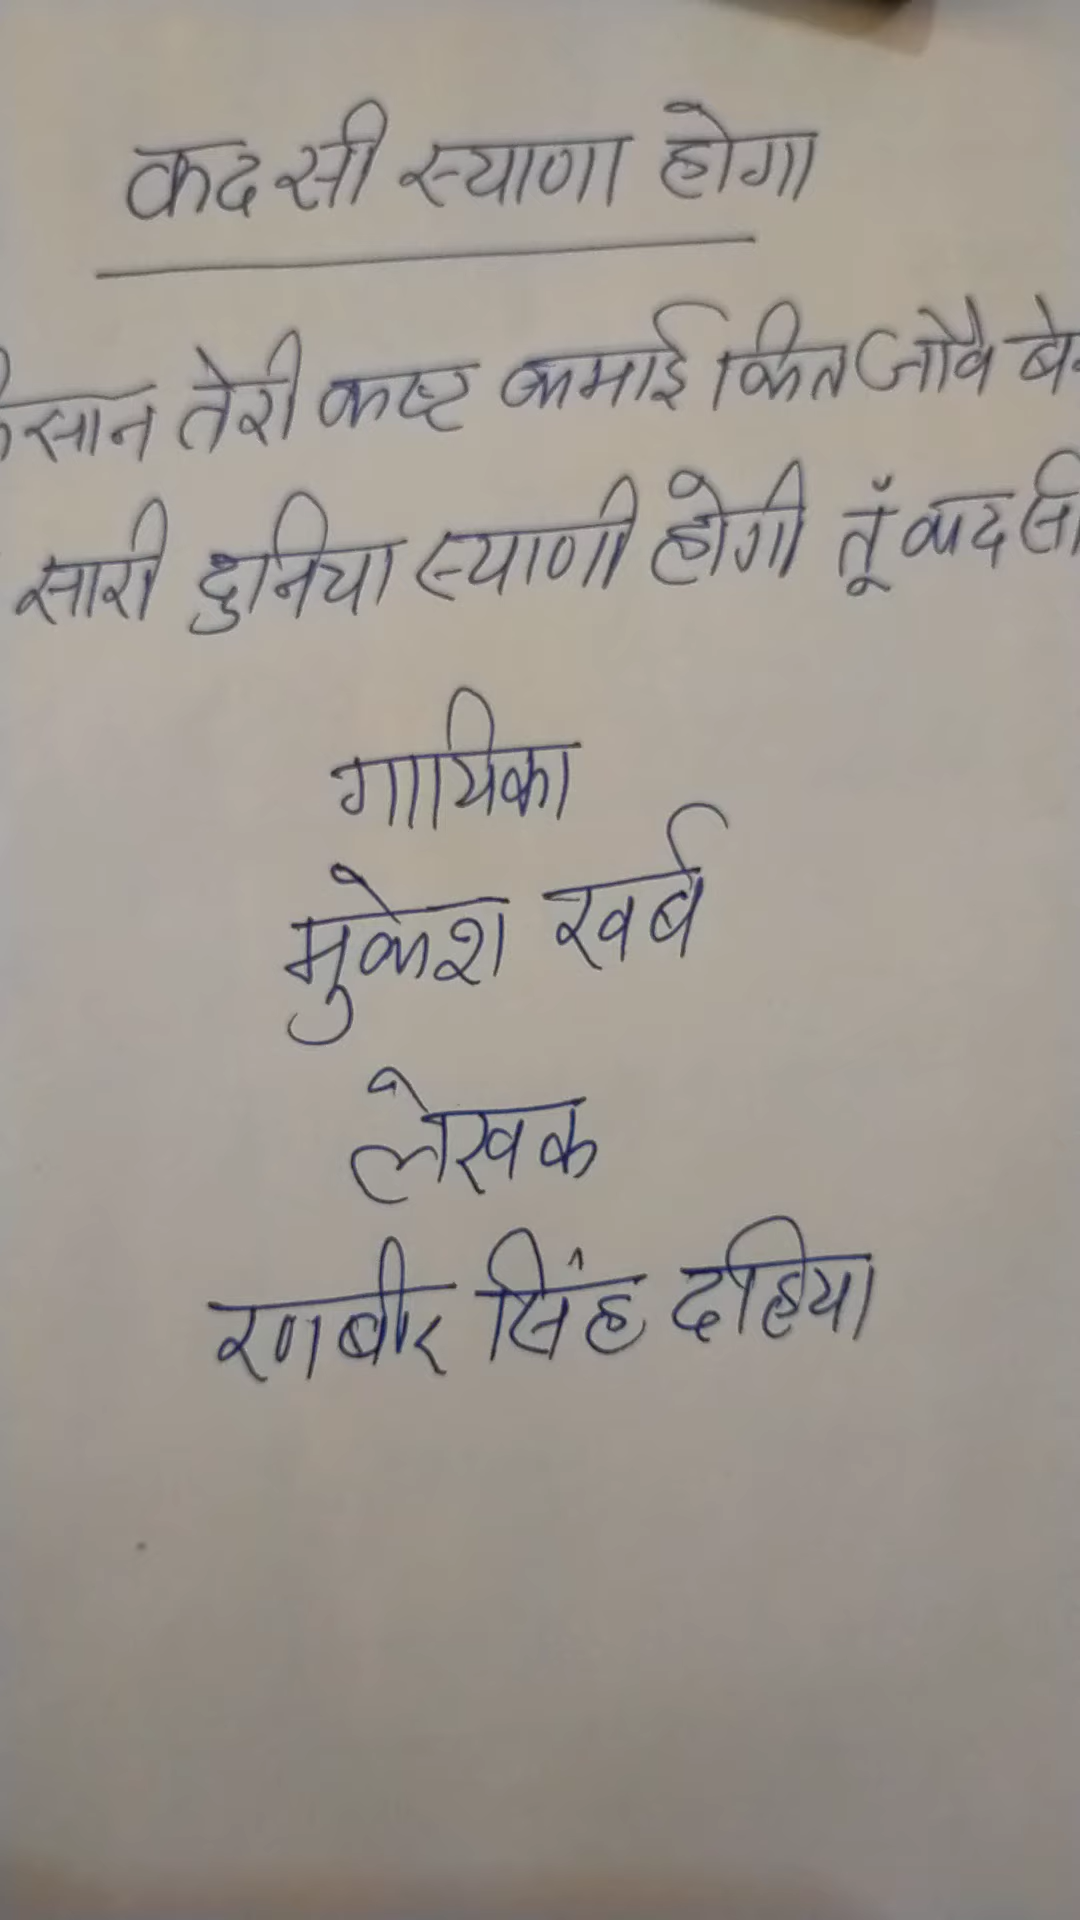 कद सी स्याणा होगा
किसान तेरी कष्ट कमाई कित जावै
सारी दुनिया स्याणी होगी तूं कद सी
गायिका
मुकेश खर्ब
लेखक
रणबीर सिंह दहिया